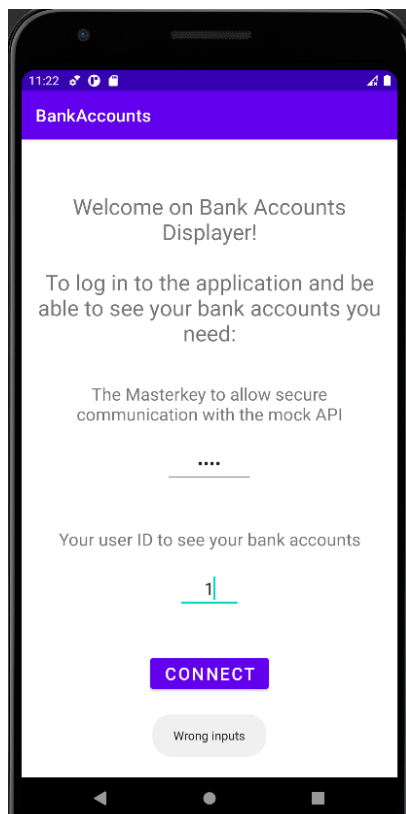 11:22
BankAccounts
Welcome on Bank Accounts
Displayer!
To log in to the application and be
able to see your bank accounts you
need:
The Masterkey to allow secure
communication with the mock API
••••
Your user ID to see your bank accounts
1
CONNECT
Wrong inputs